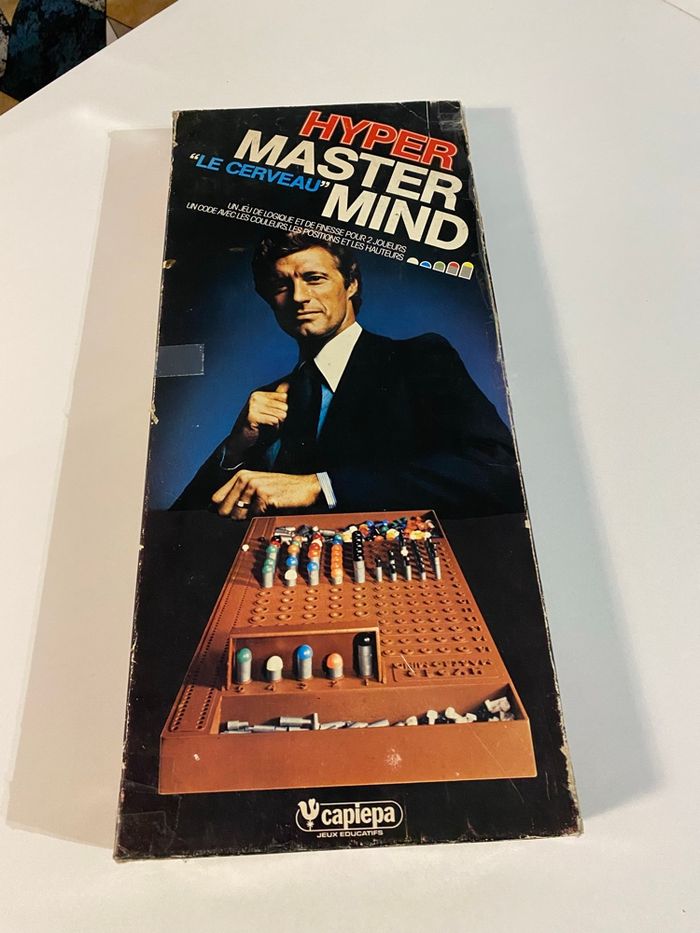 HYPER
MASTER
"LE CERVEAU"
MIND
UN JEU DE LOGIQUE ET DE FINESSE POUR 2 JOUEURS
UN CODE AVEC LES COULEURS, LES POSITIONS ET LES HAUTEURS
capiepa
JEUX EDUCATIFS